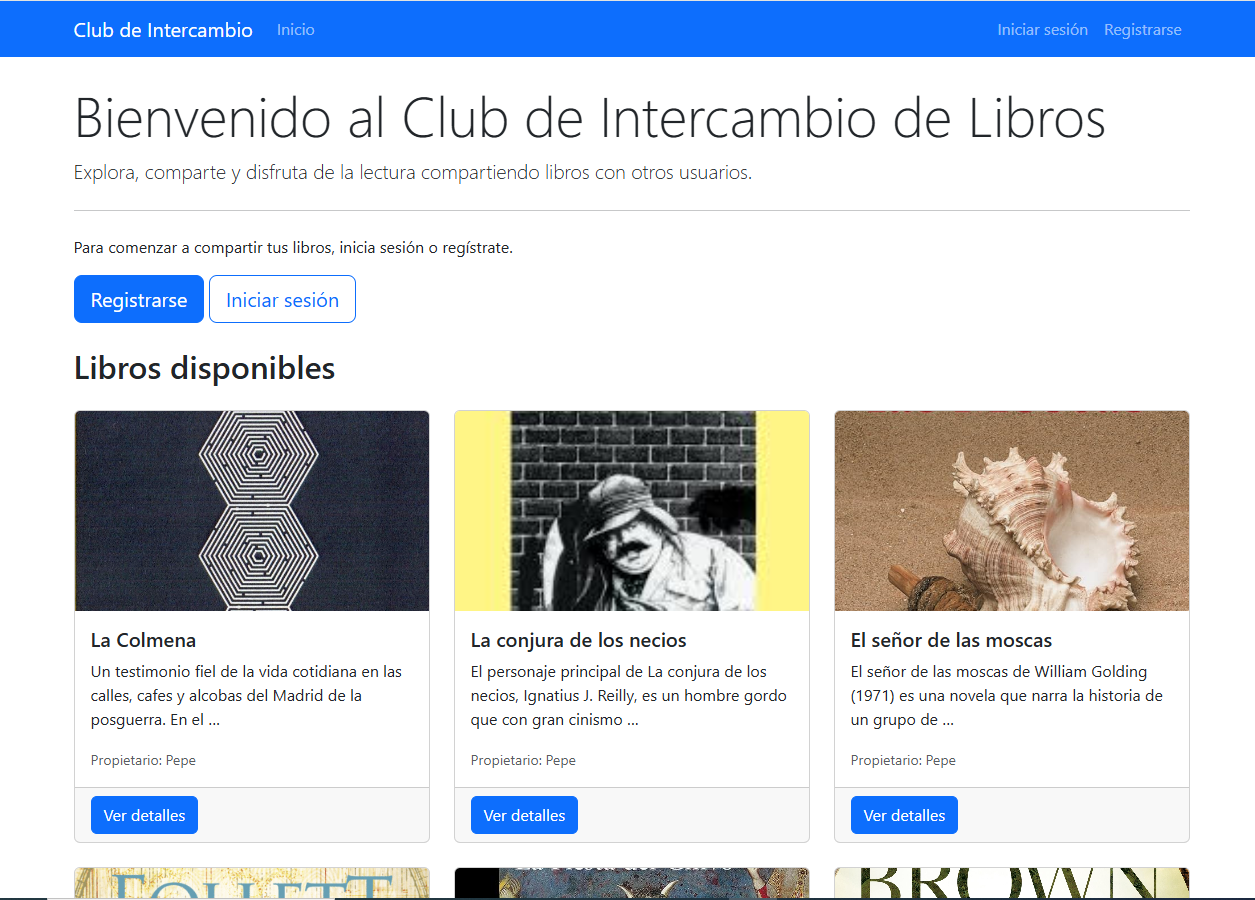 Club de Intercambio Inicio Iniciar sesión Registrarse
Bienvenido al Club de Intercambio de Libros
Explora, comparte y disfruta de la lectura compartiendo libros con otros usuarios.
Para comenzar a compartir tus libros, inicia sesión o regístrate.
Registrarse Iniciar sesión
Libros disponibles
La Colmena
Un testimonio fiel de la vida cotidiana en las
calles, cafes y alcobas del Madrid de la
posguerra. En el ...
Propietario: Pepe
Ver detalles
La conjura de los necios
El personaje principal de La conjura de los
necios, Ignatius J. Reilly, es un hombre gordo
que con gran cinismo ...
Propietario: Pepe
Ver detalles
El señor de las moscas
El señor de las moscas de William Golding
(1971) es una novela que narra la historia de
un grupo de ...
Propietario: Pepe
Ver detalles
FOLLETT
BROWN